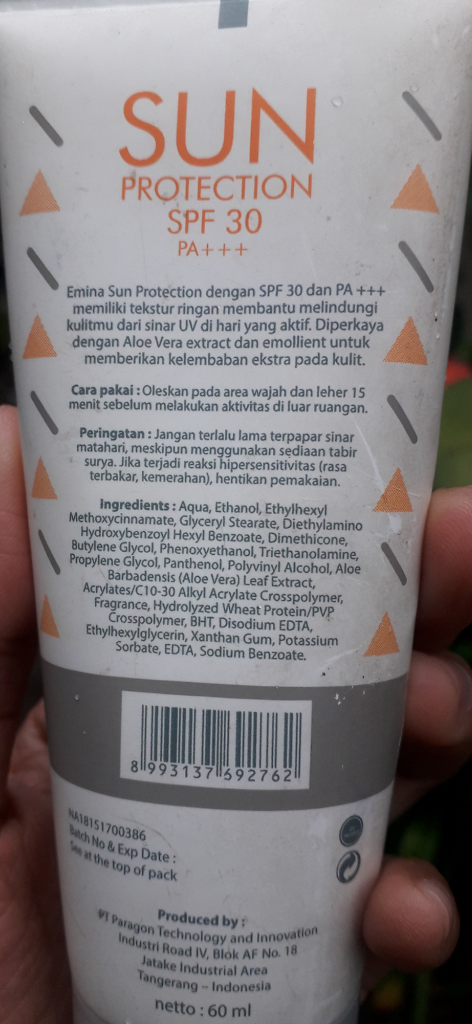 SUN
PROTECTION
SPF 30
PA+++
Emina Sun Protection dengan SPF 30 dan PA +++
memiliki tekstur ringan membantu melindungi
kulitmu dari sinar UV di hari yang aktif. Diperkaya
dengan Aloe Vera extract dan emollient untuk
memberikan kelembaban ekstra pada kulit.
Cara pakai : Oleskan pada area wajah dan leher 15
menit sebelum melakukan aktivitas di luar ruangan.
Peringatan : Jangan terlalu lama terpapar sinar
matahari, meskipun menggunakan sediaan tabir
surya. Jika terjadi reaksi hipersensitivitas (rasa
terbakar, kemerahan), hentikan pemakaian.
Ingredients : Aqua, Ethanol, Ethylhexyl
Methoxycinnamate, Glyceryl Stearate, Diethylamino
Hydroxybenzoyl Hexyl Benzoate, Dimethicone,
Butylene Glycol, Phenoxyethanol, Triethanolamine,
Propylene Glycol, Panthenol, Polyvinyl Alcohol, Aloe
Barbadensis (Aloe Vera) Leaf Extract,
Acrylates/C10-30 Alkyl Acrylate Crosspolymer,
Fragrance, Hydrolyzed Wheat Protein/PVP
Crosspolymer, BHT, Disodium EDTA,
Ethylhexylglycerin, Xanthan Gum, Potassium
Sorbate, EDTA, Sodium Benzoate.
8 993137 692762
NA18151700386
Batch No & Exp Date :
See at the top of pack
Produced by :
PT Paragon Technology and Innovation
Industri Road IV, Blok AF No. 18
Jatake Industrial Area
Tangerang – Indonesia
netto : 60 ml